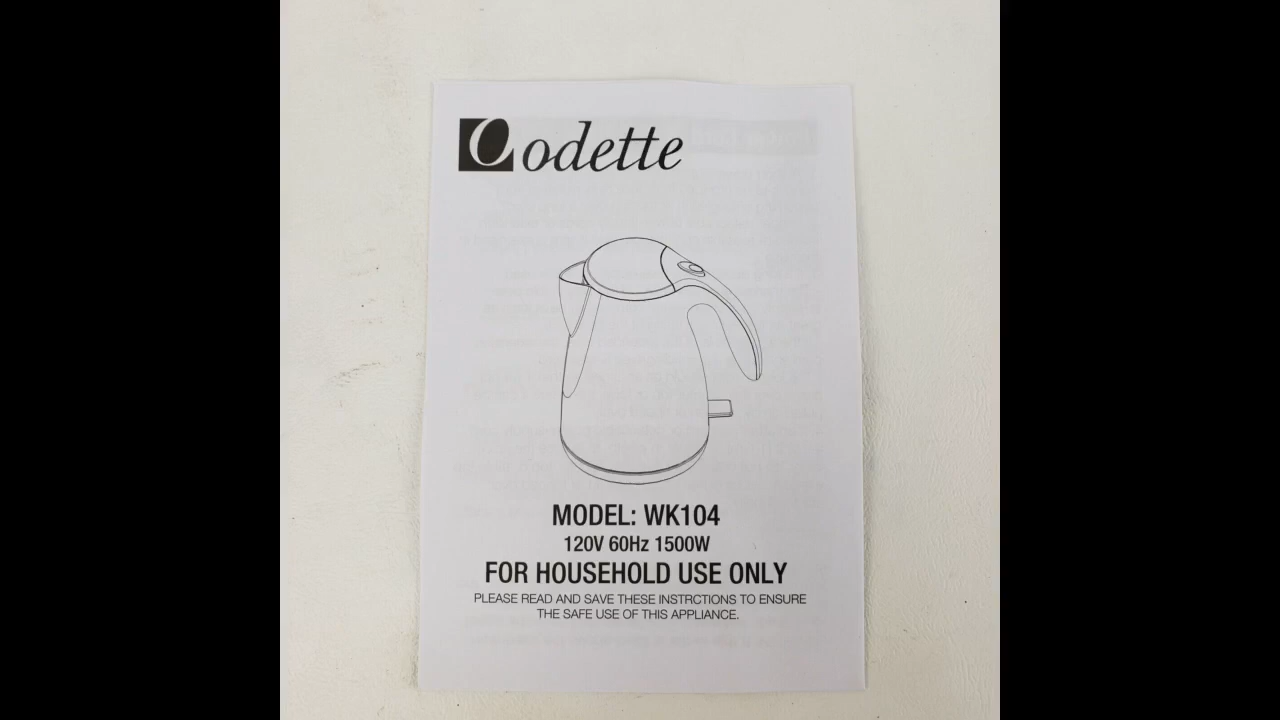 odette
MODEL: WK104
120V 60Hz 1500W
FOR HOUSEHOLD USE ONLY
PLEASE READ AND SAVE THESE INSTRCTIONS TO ENSURE
THE SAFE USE OF THIS APPLIANCE.